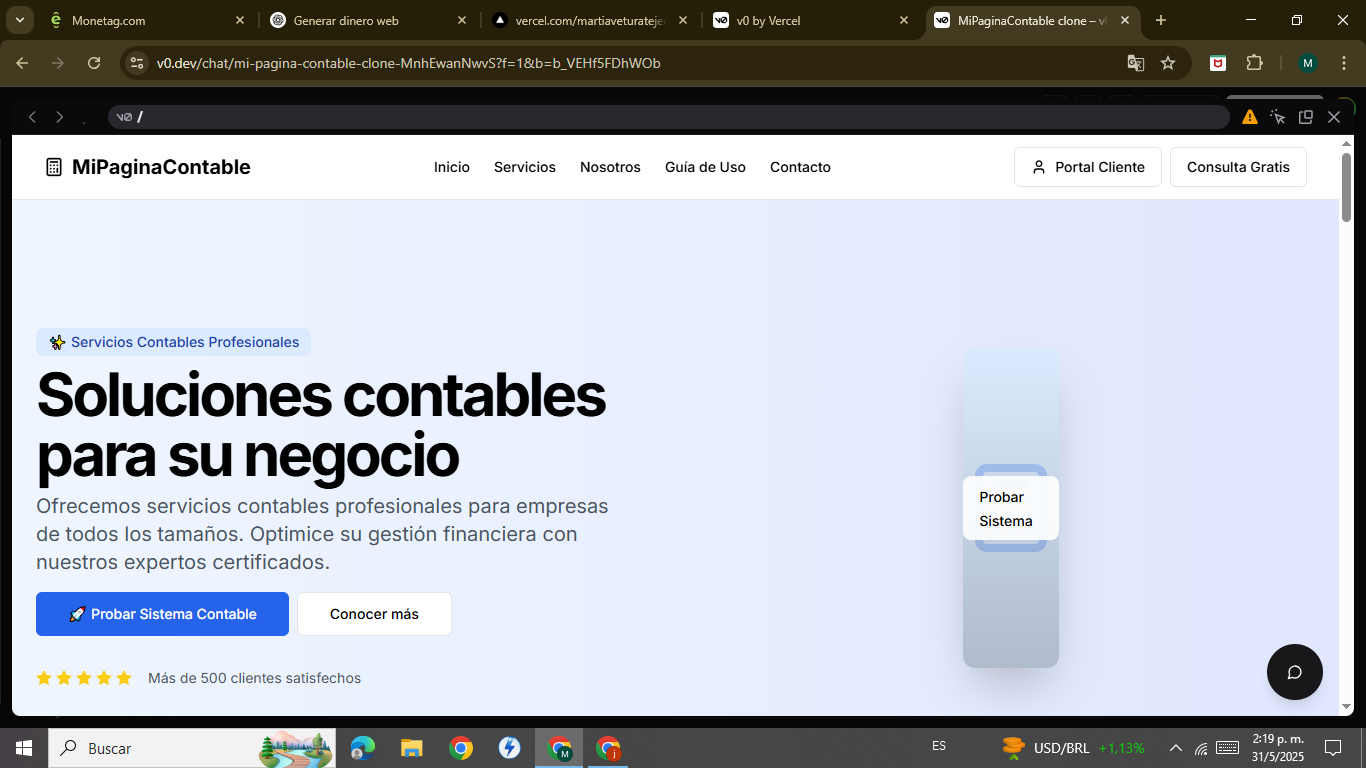 Monetag.com
Generar dinero web
vercel.com/martiaveturateje
v0 by Vercel
MiPaginaContable clone – v0
v0.dev/chat/mi-pagina-contable-clone-MnhEwanNwvS?f=1&b=b_VEHf5FDhWOb
M
v0 /
MiPaginaContable
Inicio
Servicios
Nosotros
Guía de Uso
Contacto
Portal Cliente
Consulta Gratis
✨ Servicios Contables Profesionales
Soluciones contables
para su negocio
Ofrecemos servicios contables profesionales para empresas
de todos los tamaños. Optimice su gestión financiera con
nuestros expertos certificados.
🚀 Probar Sistema Contable
Conocer más
Más de 500 clientes satisfechos
Probar
Sistema
Buscar
M
j
ES
USD/BRL +1,13%
2:19 p. m.
31/5/2025